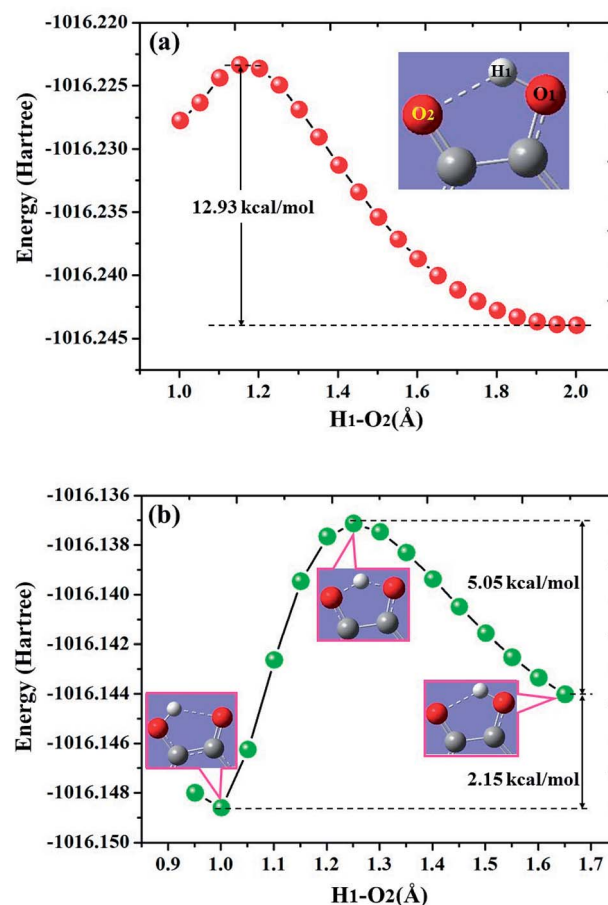 (a)
-1016.220
-1016.225
-1016.230
-1016.235
-1016.240
-1016.245
Energy (Hartree)
12.93 kcal/mol
H1
O1
O2
1.0 1.2 1.4 1.6 1.8 2.0
H1-O2(Å)
(b)
-1016.136
-1016.138
-1016.140
-1016.142
-1016.144
-1016.146
-1016.148
-1016.150
Energy (Hartree)
5.05 kcal/mol
2.15 kcal/mol
0.9 1.0 1.1 1.2 1.3 1.4 1.5 1.6 1.7
H1-O2(Å)